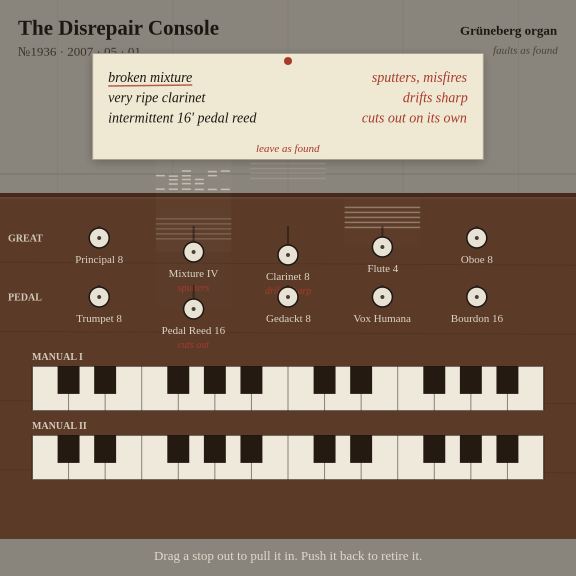 The Disrepair Console
Grüneberg organ
№1936 · 2007 · 05 · 01
faults as found
broken mixture sputters, misfires
very ripe clarinet drifts sharp
intermittent 16' pedal reed cuts out on its own
leave as found
GREAT
Principal 8 Mixture IV Clarinet 8 Flute 4 Oboe 8
sputters drifts sharp
PEDAL
Trumpet 8 Pedal Reed 16 Gedackt 8 Vox Humana Bourdon 16
cuts out
MANUAL I
MANUAL II
Drag a stop out to pull it in. Push it back to retire it.